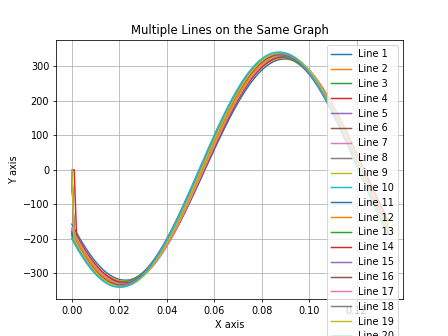 Multiple Lines on the Same Graph
Line 1
Line 2
Line 3
Line 4
Line 5
Line 6
Line 7
Line 8
Line 9
Line 10
Line 11
Line 12
Line 13
Line 14
Line 15
Line 16
Line 17
Line 18
Line 19
Line 20
300
200
100
0
−100
−200
−300
Y axis
0.00 0.02 0.04 0.06 0.08 0.10
X axis